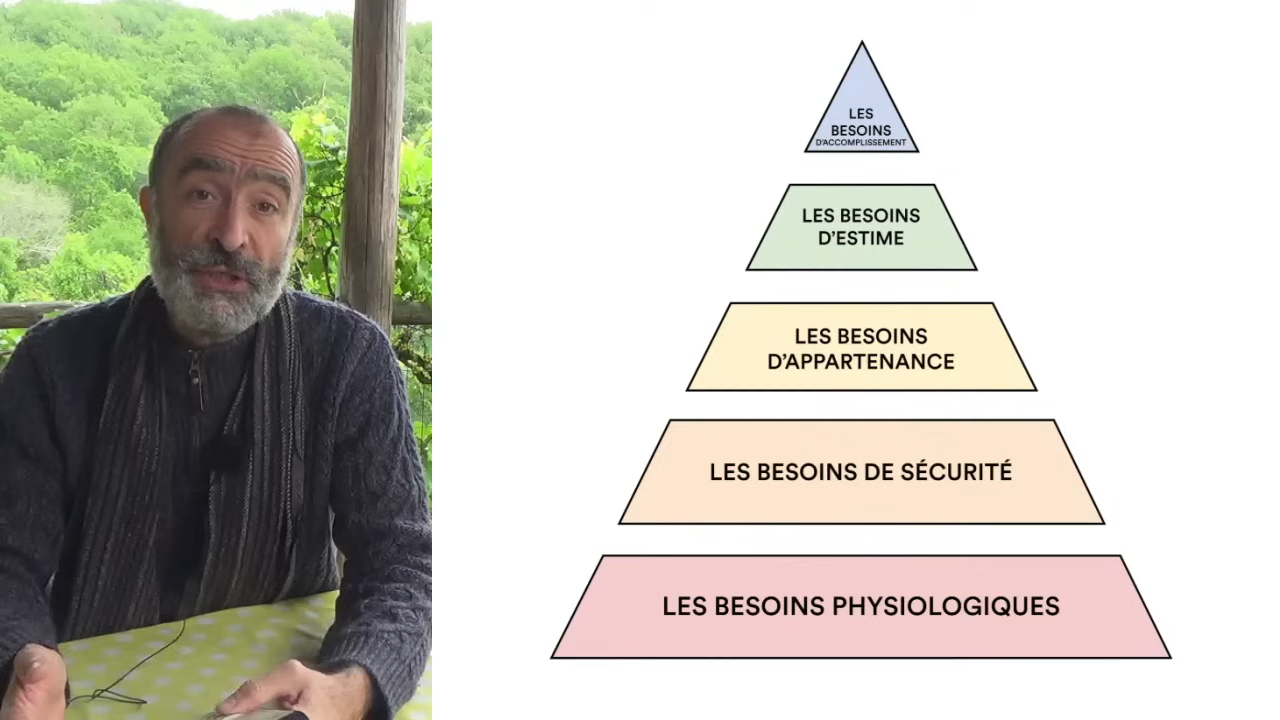 LES
BESOINS
D'ACCOMPLISSEMENT
LES BESOINS
D'ESTIME
LES BESOINS
D'APPARTENANCE
LES BESOINS DE SÉCURITÉ
LES BESOINS PHYSIOLOGIQUES